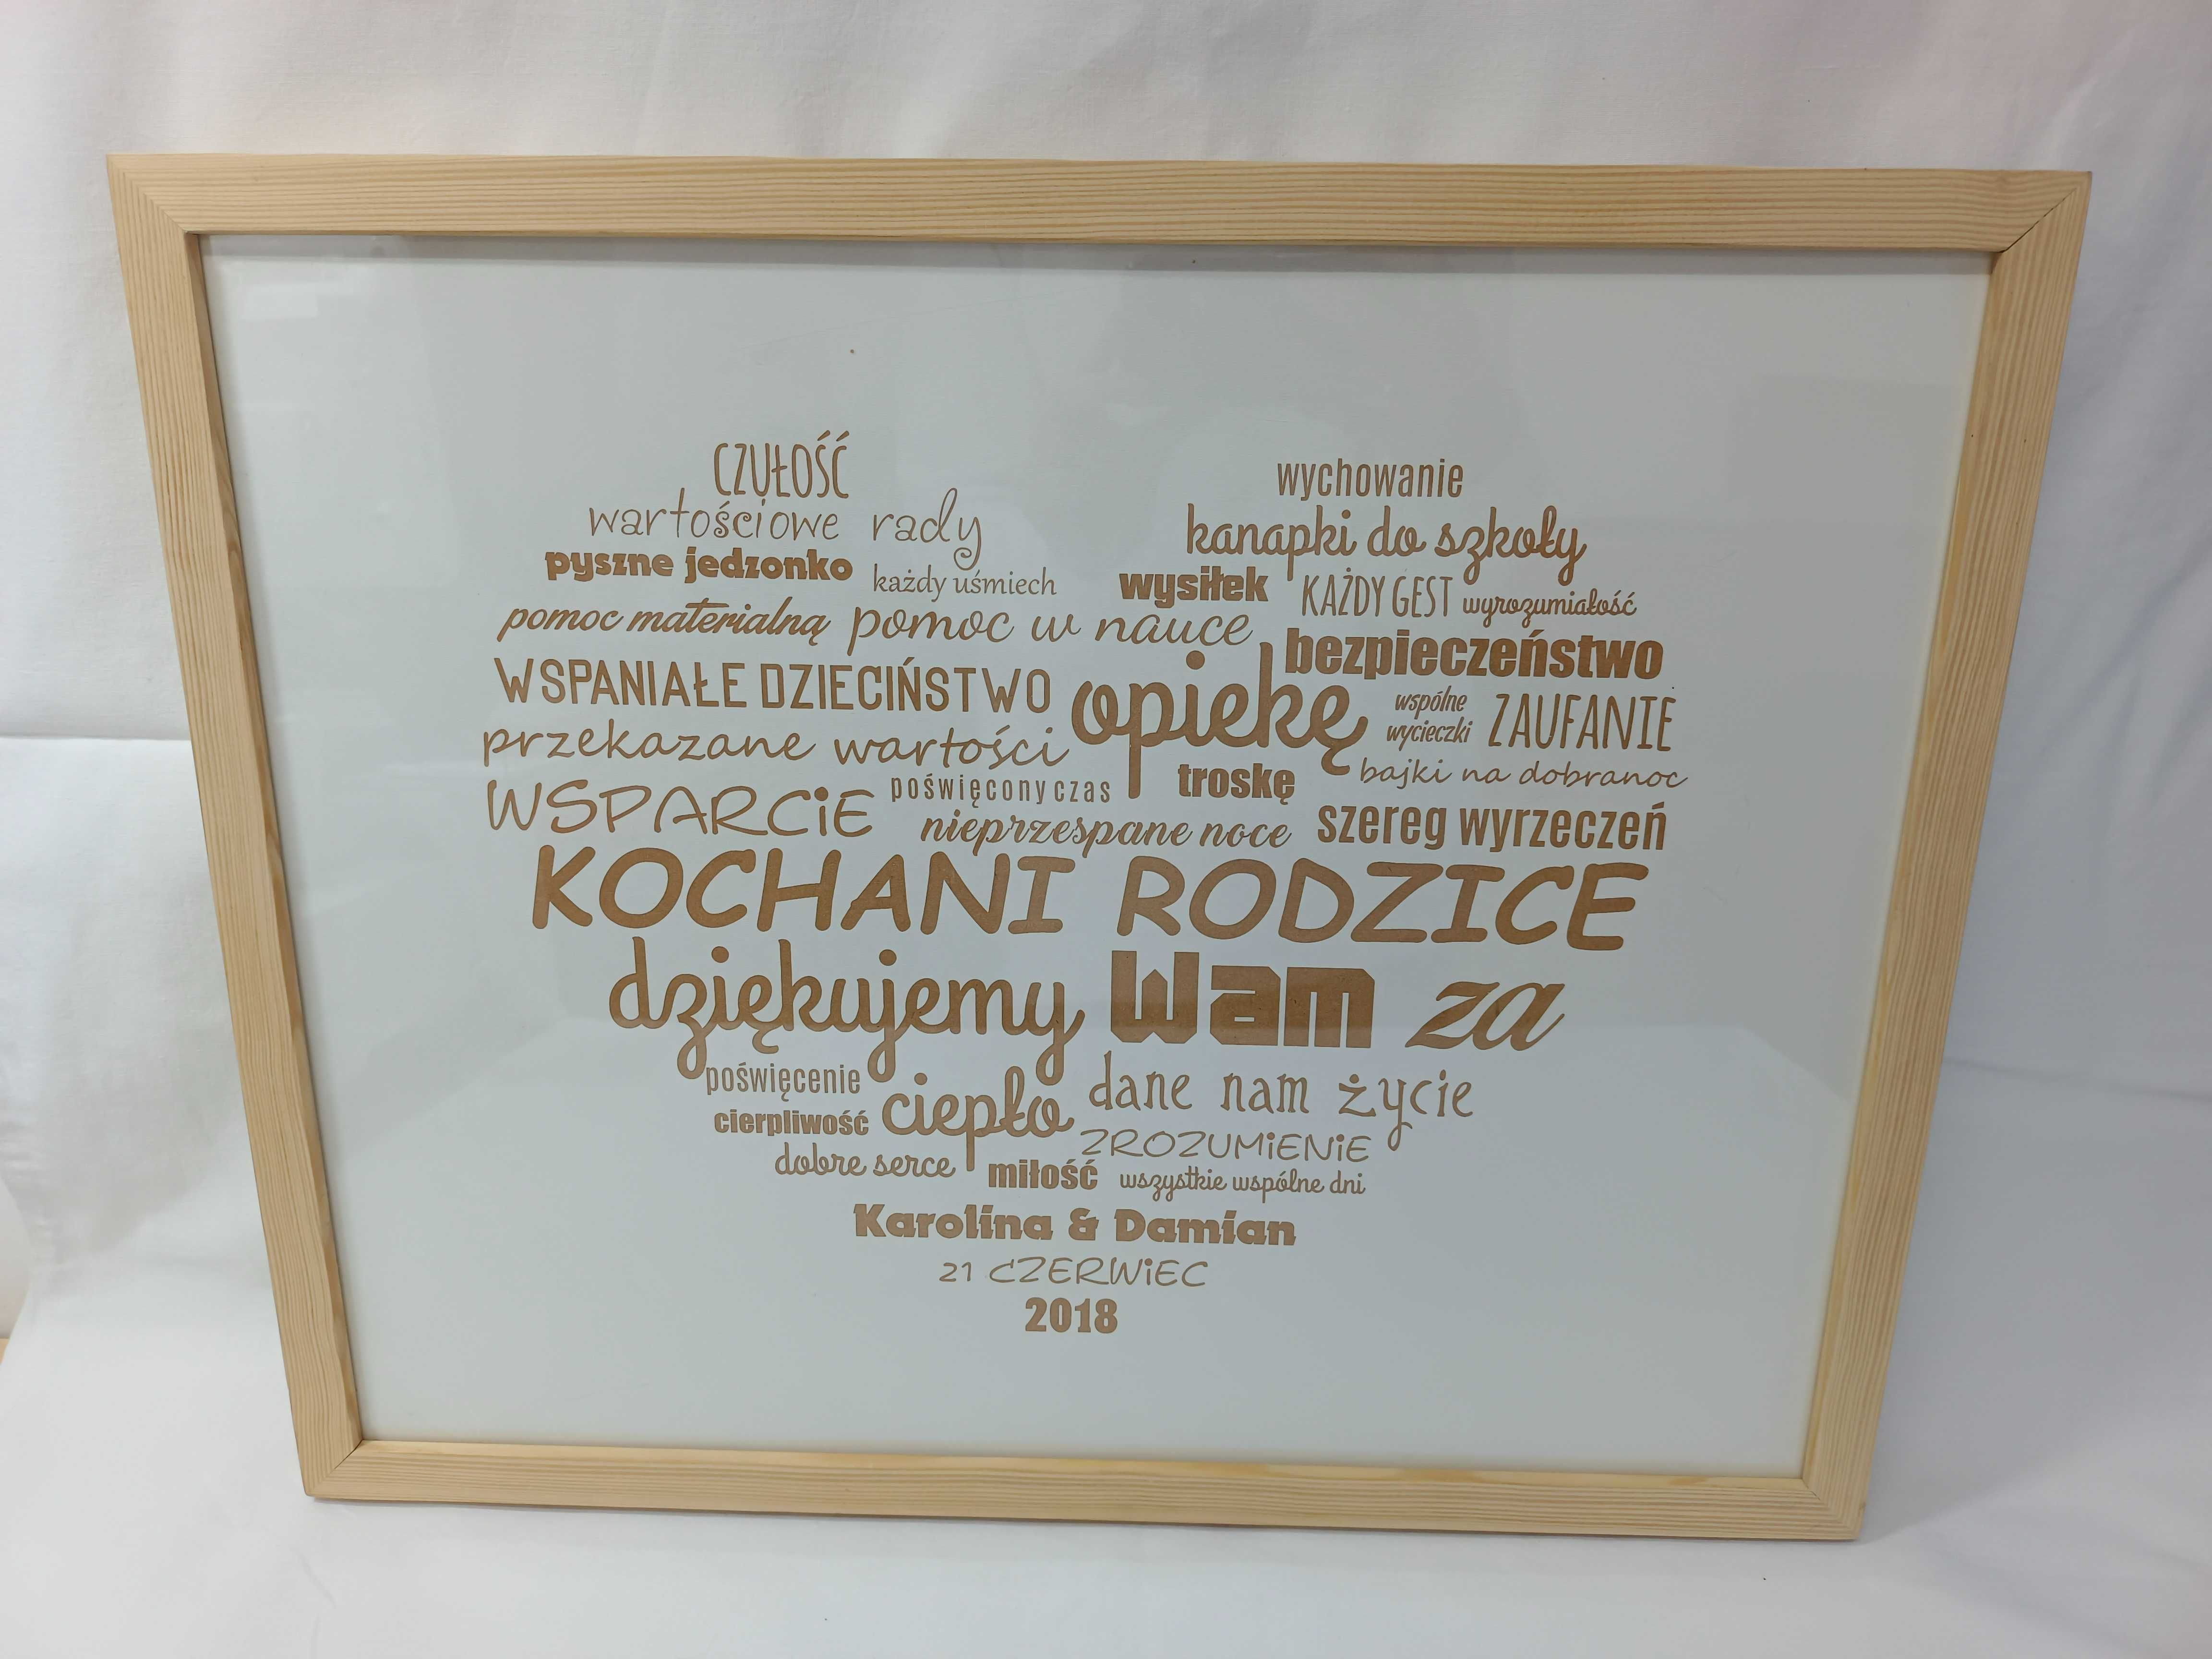 CZUŁOŚĆ
wychowanie
wartościowe rady
kanapki do szkoły
pyszne jedzonko każdy uśmiech
wysiłek KAŻDY GEST wyrozumiałość
pomoc materialną pomoc w nauce
bezpieczeństwo
WSPANIAŁE DZIECIŃSTWO opiekę
wspólne
wycieczki
ZAUFANIE
przekazane wartości
troskę bajki na dobranoc
WSPARCIE poświęcony czas
nieprzespane noce szereg wyrzeczeń
KOCHANI RODZICE
dziękujemy Wam za
poświęcenie ciepło dane nam życie
cierpliwość ZROZUMIENIE
dobre serce miłość wszystkie wspólne dni
Karolina & Damian
21 CZERWIEC
2018